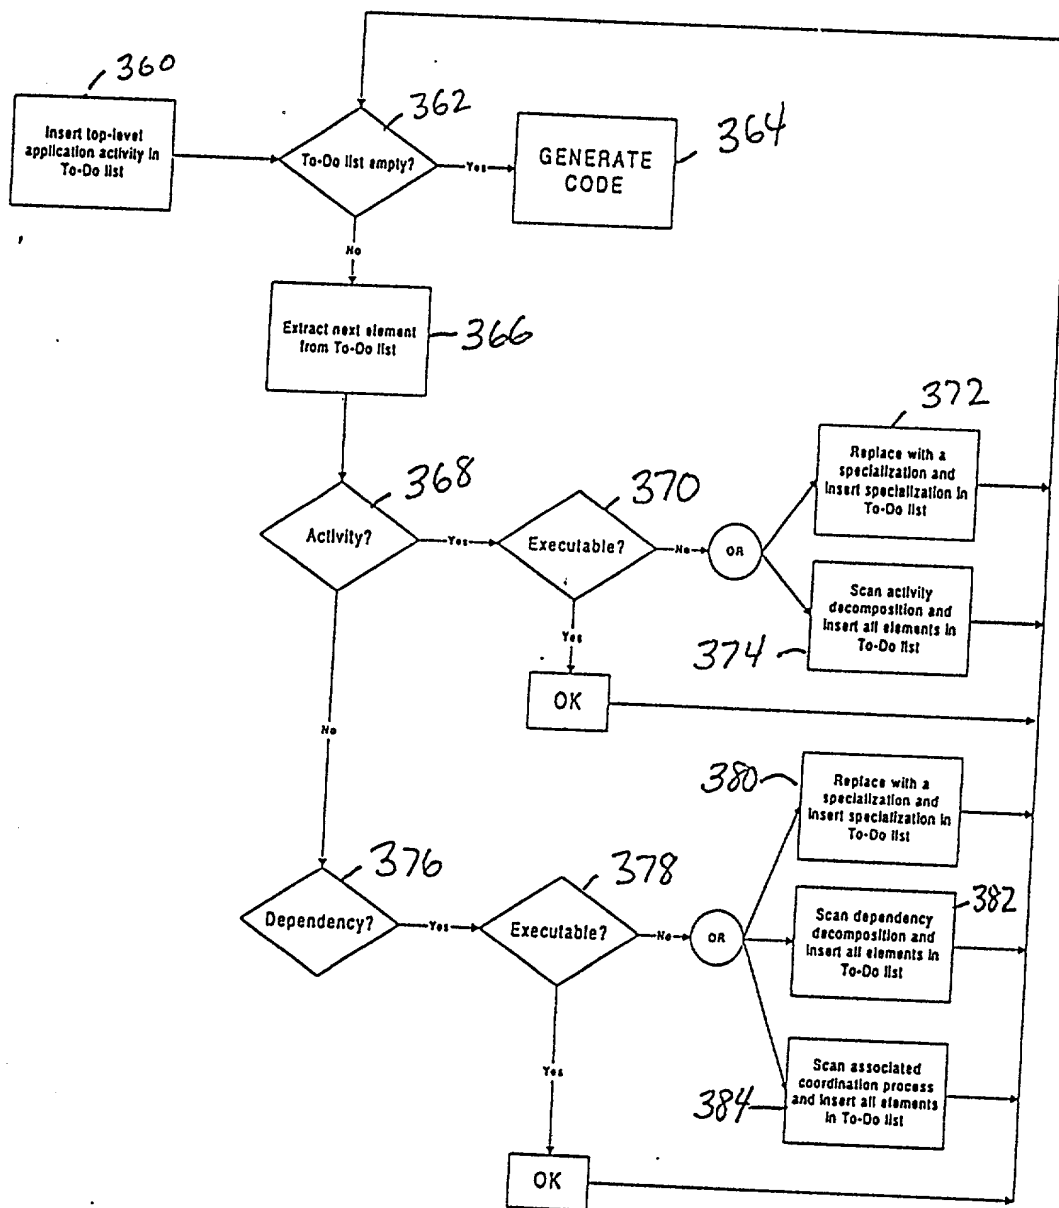 360
Insert top-level
application activity in
To-Do list
362
To-Do list empty?
Yes
GENERATE
CODE
364
No
Extract next element
from To-Do list
366
368
Activity?
Yes
370
Executable?
No
OR
372
Replace with a
specialization and
insert specialization in
To-Do list
Scan activity
decomposition and
insert all elements in
To-Do list
374
Yes
OK
No
376
Dependency?
Yes
378
Executable?
No
OR
380
Replace with a
specialization and
insert specialization in
To-Do list
382
Scan dependency
decomposition and
insert all elements in
To-Do list
Scan associated
coordination process
and insert all elements
in To-Do list
384
Yes
OK